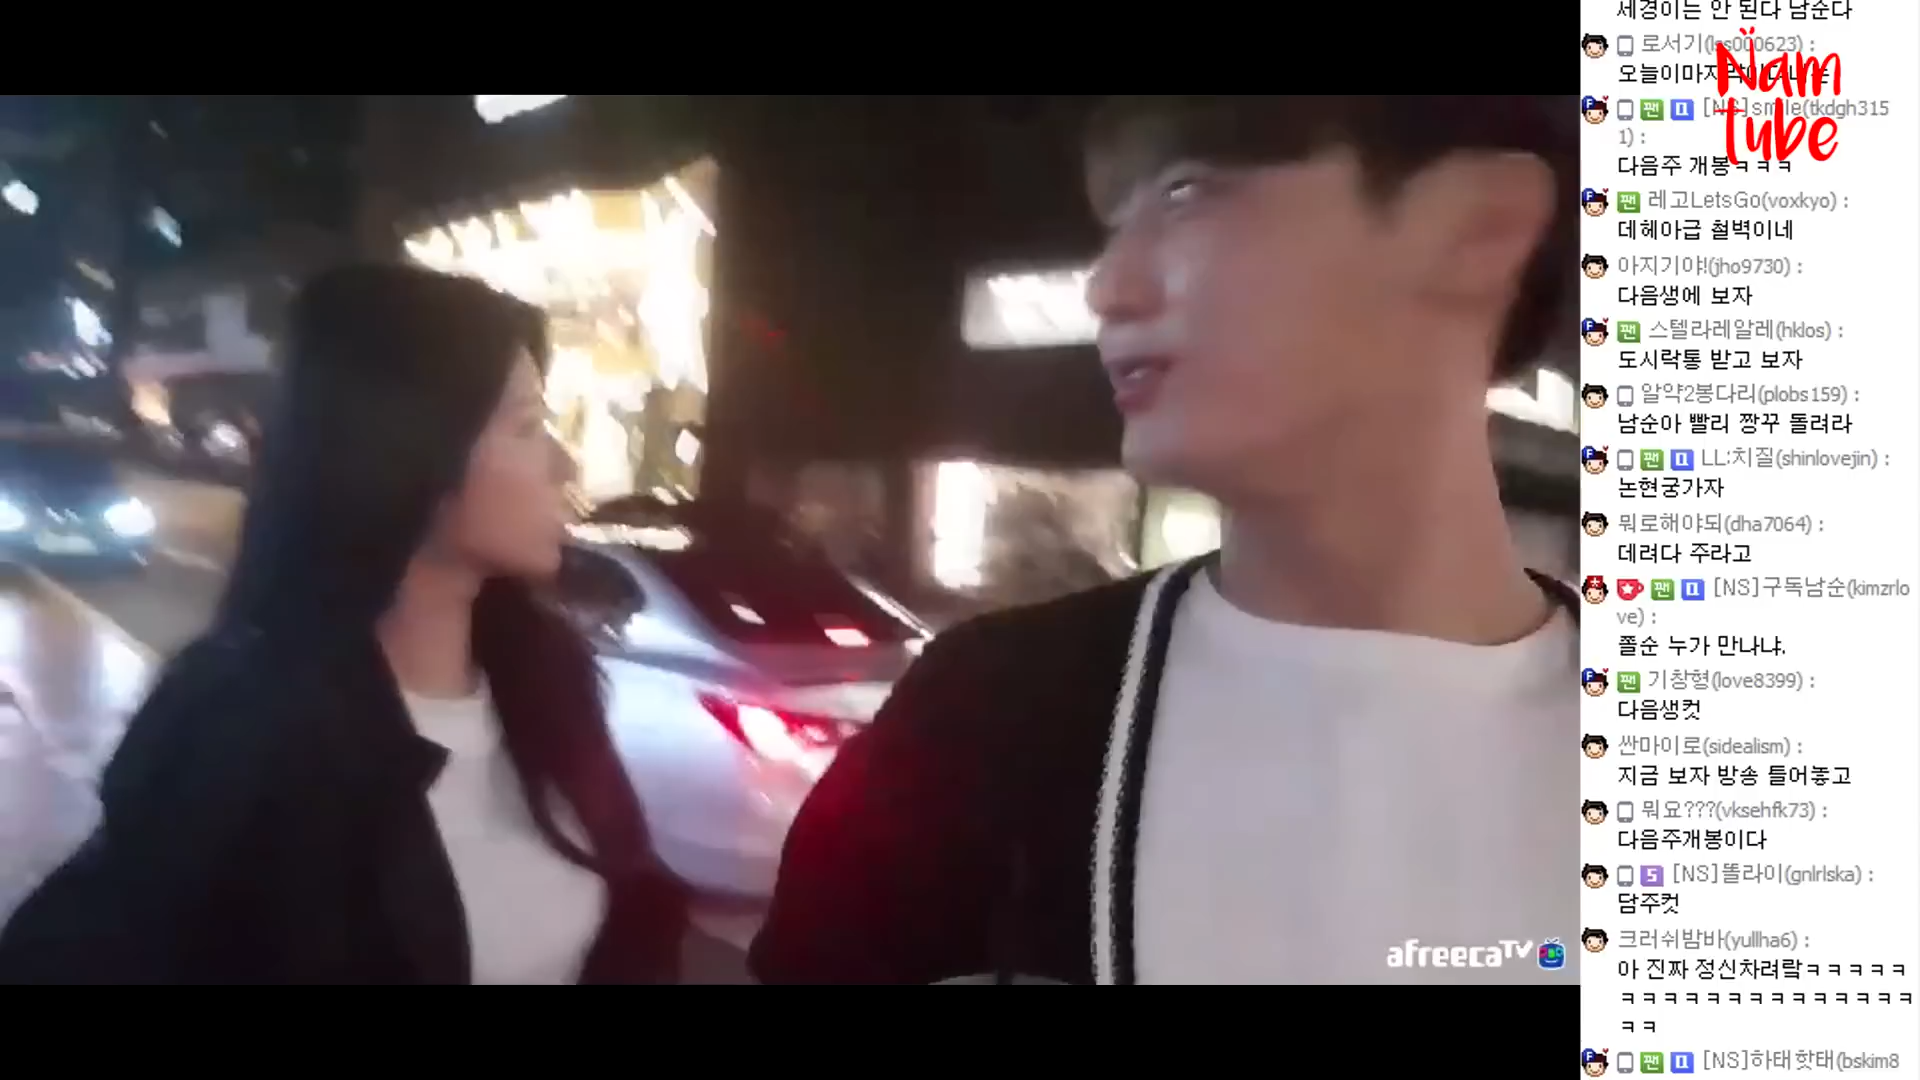 세경이는 안 된다 남순다
로서기(lss000623) :
오늘이마지막이다나는
Nam
tube
[NS]smile(tkdgh315
1) :
다음주 개봉ㅋㅋㅋ
레고LetsGo(voxkyo) :
데헤아급 철벽이네
아지기야!(jho9730) :
다음생에 보자
스텔라레알레(hklos) :
도시락통 받고 보자
알약2봉다리(plobs159) :
남순아 빨리 짱꾸 돌려라
LL:치질(shinlovejin) :
논현궁가자
뭐로해야되(dha7064) :
데려다 주라고
[NS]구독남순(kimzrlo
ve) :
쫄순 누가 만나냐.
기창형(love8399) :
다음생컷
싼마이로(sidealism) :
지금 보자 방송 틀어놓고
뭐요???(vksehfk73) :
다음주개봉이다
[NS]똘라이(gnlrlska) :
담주컷
크러쉬밤바(yullha6) :
아 진짜 정신차려랔ㅋㅋㅋㅋㅋ
ㅋㅋㅋㅋㅋㅋㅋㅋㅋㅋㅋㅋㅋㅋ
ㅋㅋ
[NS]하태핫태(bskim8
afreecaTV